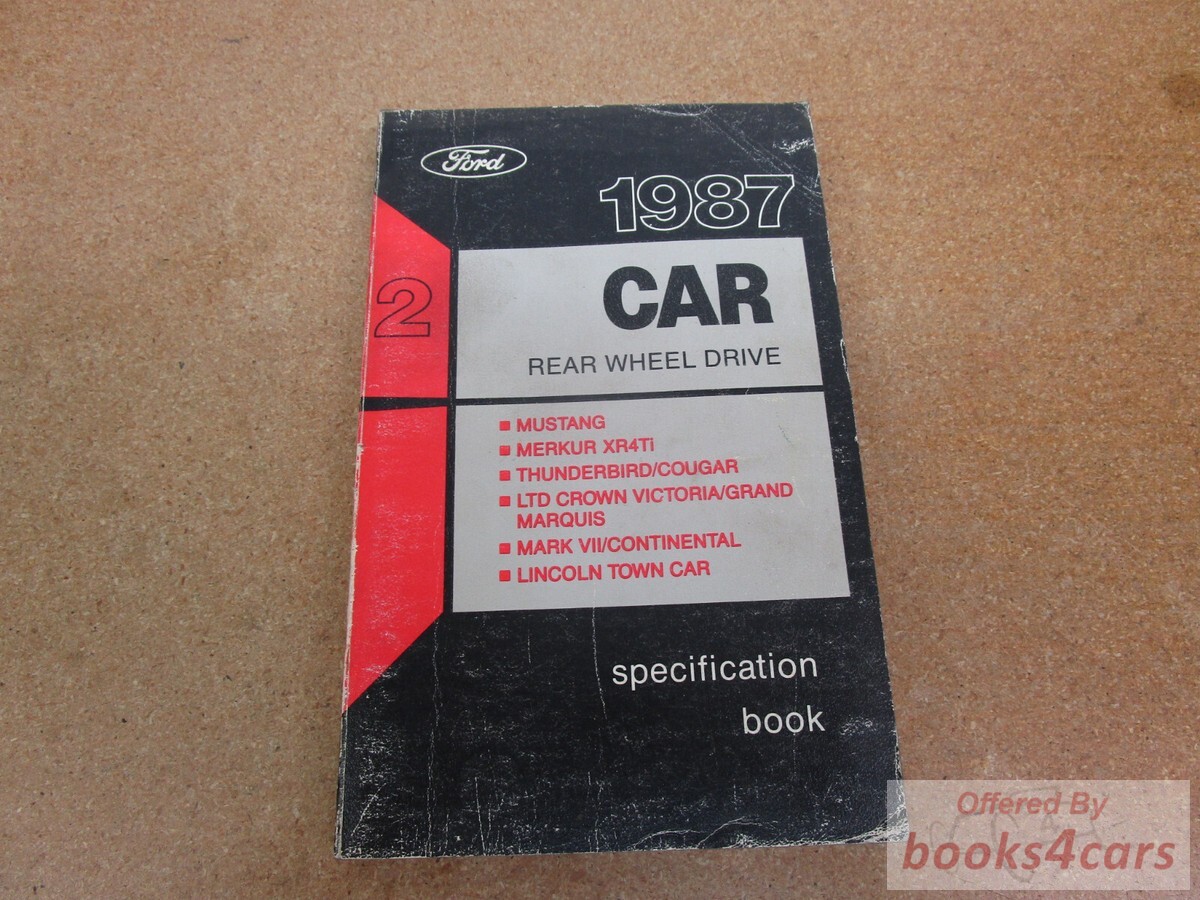 Ford
1987
2
CAR
REAR WHEEL DRIVE
MUSTANG
MERKUR XR4Ti
THUNDERBIRD/COUGAR
LTD CROWN VICTORIA/GRAND
MARQUIS
MARK VII/CONTINENTAL
LINCOLN TOWN CAR
specification
book
Offered By
books4cars